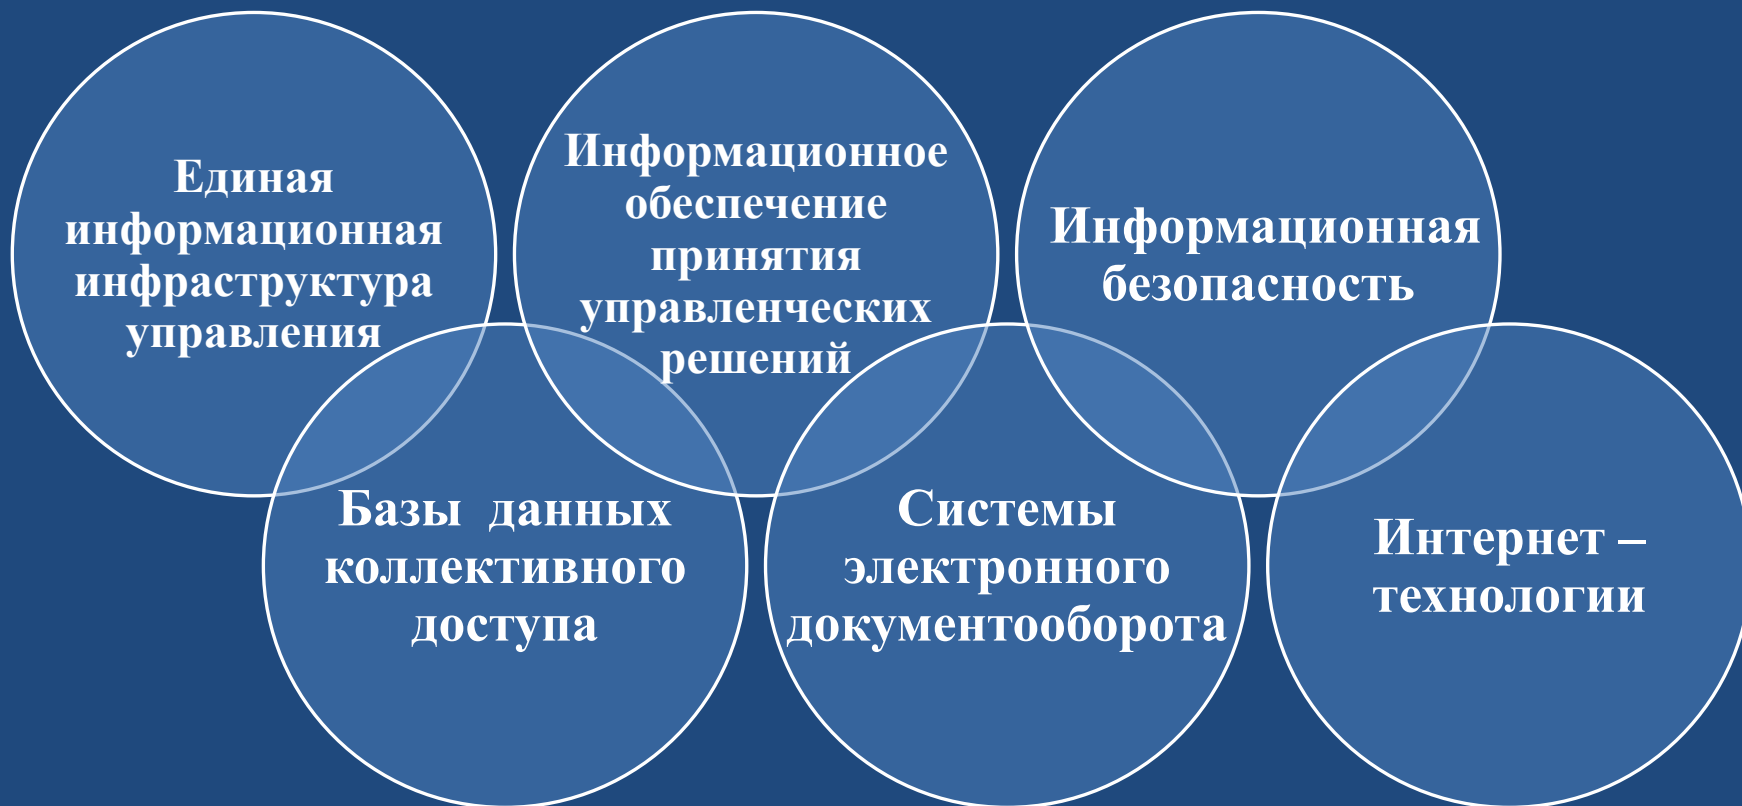 Единая
информационная
инфраструктура
управления
Информационное
обеспечение
принятия
управленческих
решений
Информационная
безопасность
Базы данных
коллективного
доступа
Системы
электронного
документооборота
Интернет –
технологии